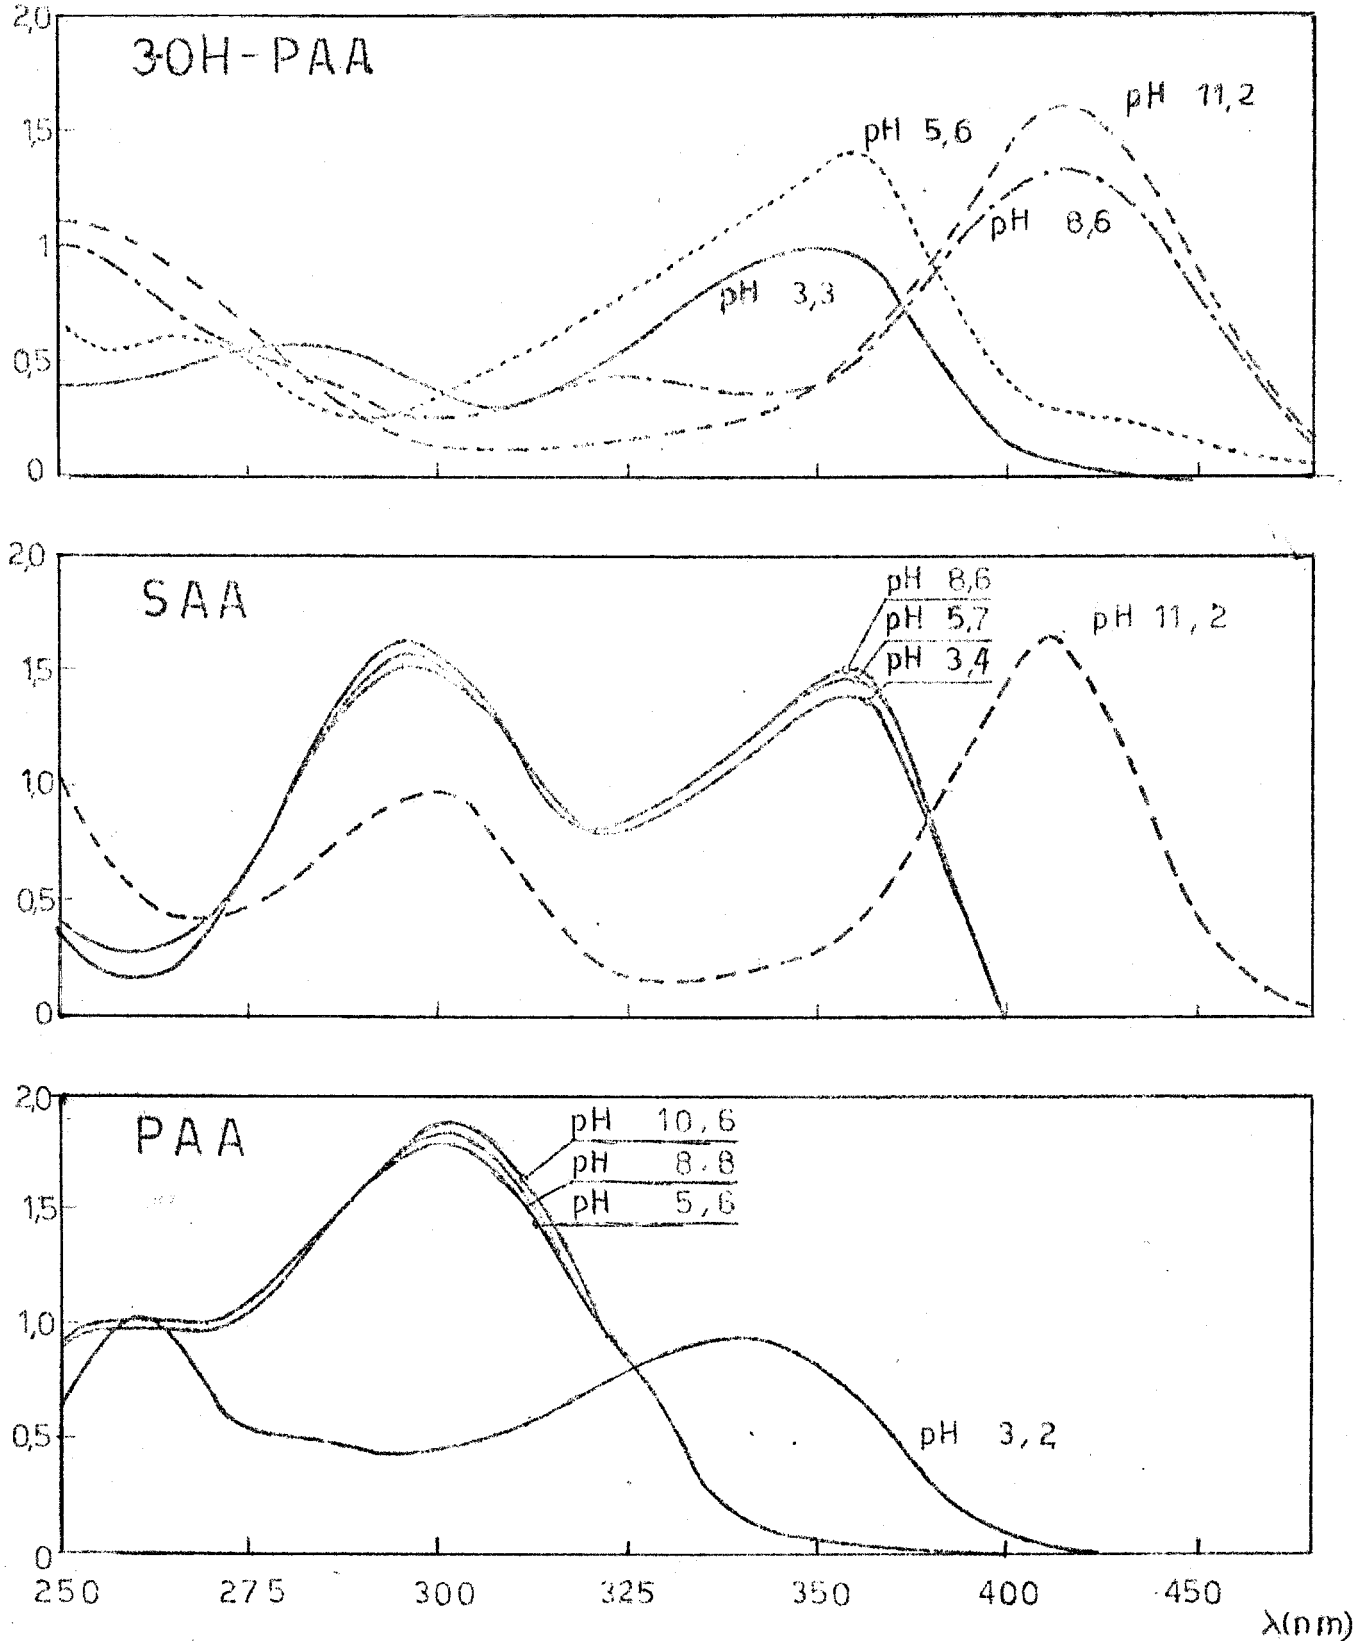 2,0
3OH-PAA
1,5
1
0,5
0
pH 5,6
pH 11,2
pH 8,6
pH 3,3
2,0
SAA
1,5
1,0
0,5
0
pH 8,6
pH 5,7
pH 3,4
pH 11,2
2,0
PAA
1,5
1,0
0,5
0
pH 10,6
pH 8,8
pH 5,6
pH 3,2
250 275 300 325 350 400 450
λ(nm)